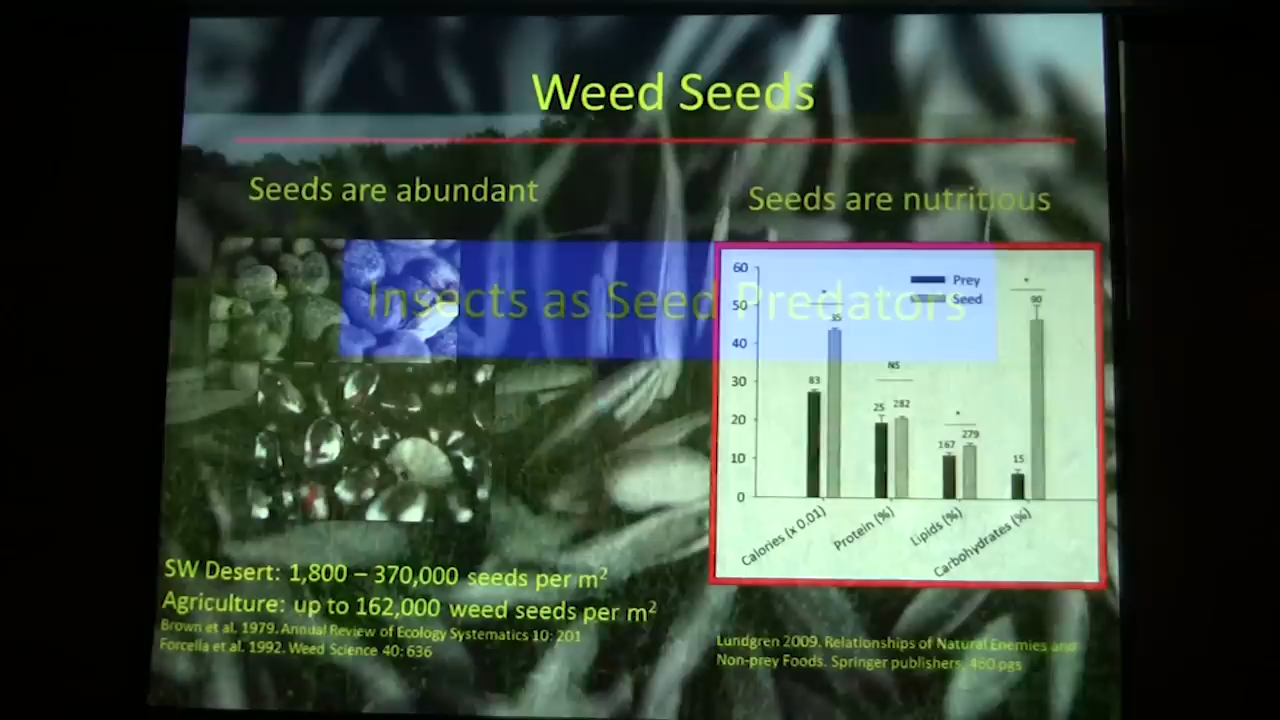 Weed Seeds
Seeds are abundant
Seeds are nutritious
Insects as Seed Predators
60
50
40
30
20
10
0
Prey
Seed
*
35
83
NS
25
282
*
167
279
*
90
15
Calories (x 0.01)
Protein (%)
Lipids (%)
Carbohydrates (%)
SW Desert: 1,800 – 370,000 seeds per m²
Agriculture: up to 162,000 weed seeds per m²
Brown et al. 1979. Annual Review of Ecology Systematics 10: 201
Forcella et al. 1992. Weed Science 40: 636
Lundgren 2009. Relationships of Natural Enemies and
Non-prey Foods. Springer publishers, 460 pgs